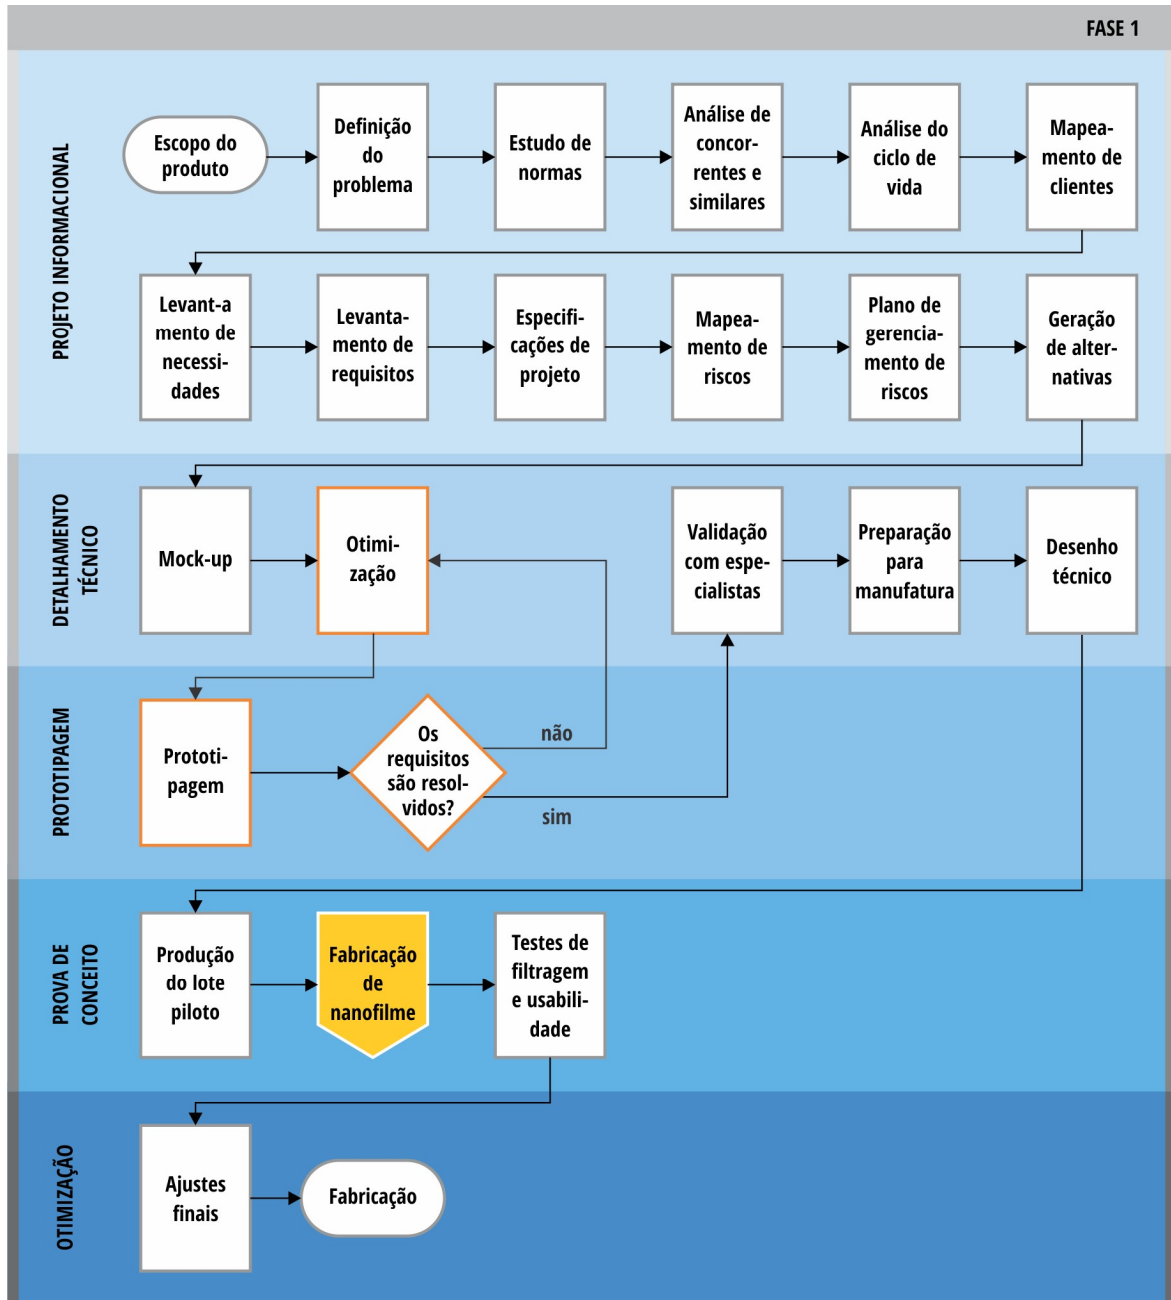 FASE 1
PROJETO INFORMACIONAL
Escopo do
produto
Definição
do
problema
Estudo de
normas
Análise de
concor-
rentes e
similares
Análise do
ciclo de
vida
Mapea-
mento de
clientes
Levant-a
mento de
necessi-
dades
Levanta-
mento de
requisitos
Especifi-
cações de
projeto
Mapea-
mento de
riscos
Plano de
gerencia-
mento de
riscos
Geração
de alter-
nativas
DETALHAMENTO
TÉCNICO
Mock-up
Otimi-
zação
Validação
com espe-
cialistas
Preparação
para
manufatura
Desenho
técnico
PROTOTIPAGEM
Prototi-
pagem
Os
requisitos
são resol-
vidos?
não
sim
PROVA DE
CONCEITO
Produção
do lote
piloto
Fabricação
de
nanofilme
Testes de
filtragem
e usabili-
dade
OTIMIZAÇÃO
Ajustes
finais
Fabricação